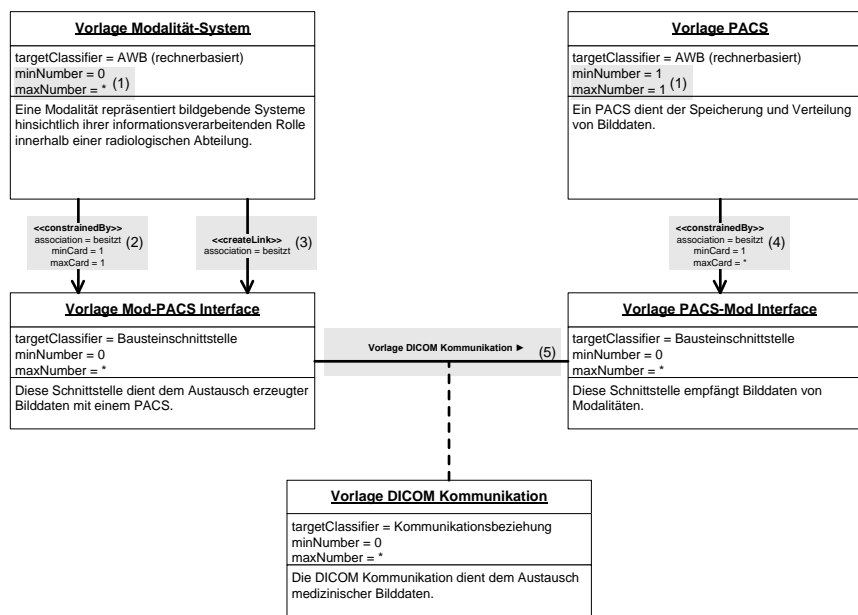 Vorlage Modalität-System
targetClassifier = AWB (rechnerbasiert)
minNumber = 0
maxNumber = * (1)
Eine Modalität repräsentiert bildgebende Systeme
hinsichtlich ihrer informationsverarbeitenden Rolle
innerhalb einer radiologischen Abteilung.
Vorlage PACS
targetClassifier = AWB (rechnerbasiert)
minNumber = 1
maxNumber = 1 (1)
Ein PACS dient der Speicherung und Verteilung
von Bilddaten.
<<constrainedBy>>
association = besitzt (2)
minCard = 1
maxCard = 1
<<createLink>> (3)
association = besitzt
<<constrainedBy>>
association = besitzt (4)
minCard = 1
maxCard = *
Vorlage Mod-PACS Interface
targetClassifier = Bausteinschnittstelle
minNumber = 0
maxNumber = *
Diese Schnittstelle dient dem Austausch erzeugter
Bilddaten mit einem PACS.
Vorlage DICOM Kommunikation ► (5)
Vorlage PACS-Mod Interface
targetClassifier = Bausteinschnittstelle
minNumber = 0
maxNumber = *
Diese Schnittstelle empfängt Bilddaten von
Modalitäten.
Vorlage DICOM Kommunikation
targetClassifier = Kommunikationsbeziehung
minNumber = 0
maxNumber = *
Die DICOM Kommunikation dient dem Austausch
medizinischer Bilddaten.